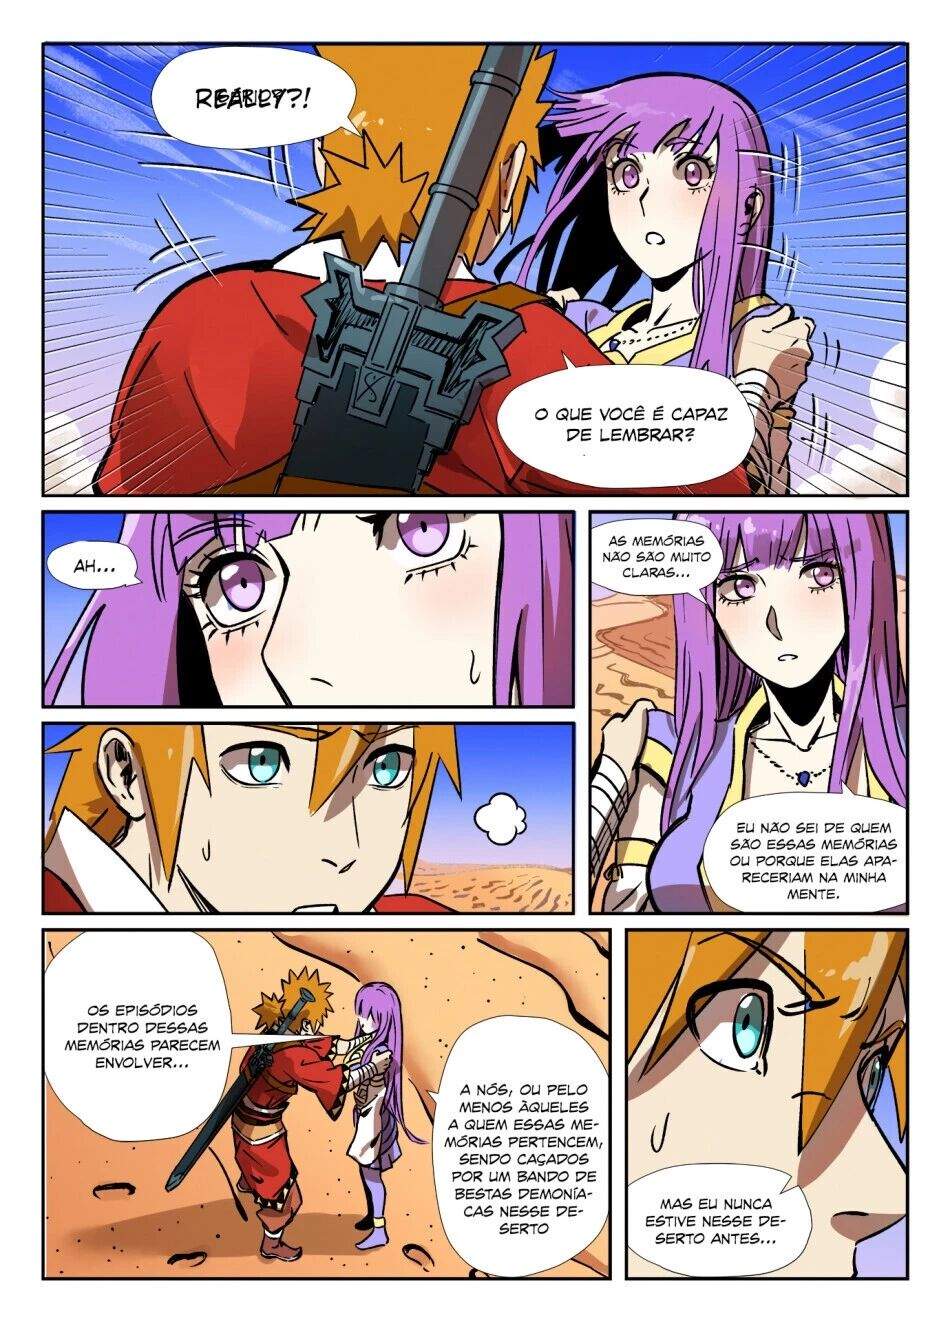 O QUE VOCÊ É CAPAZ
DE LEMBRAR?
AH...
AS MEMÓRIAS
NÃO SÃO MUITO
CLARAS...
EU NÃO SEI DE QUEM
SÃO ESSAS MEMÓRIAS
OU PORQUE ELAS APA-
RECERIAM NA MINHA
MENTE.
OS EPISÓDIOS
DENTRO DESSAS
MEMÓRIAS PARECEM
ENVOLVER...
A NÓS, OU PELO
MENOS ÀQUELES
A QUEM ESSAS ME-
MÓRIAS PERTENCEM,
SENDO CAÇADOS
POR UM BANDO DE
BESTAS DEMONÍA-
CAS NESSE DE-
SERTO
MAS EU NUNCA
ESTIVE NESSE DE-
SERTO ANTES...